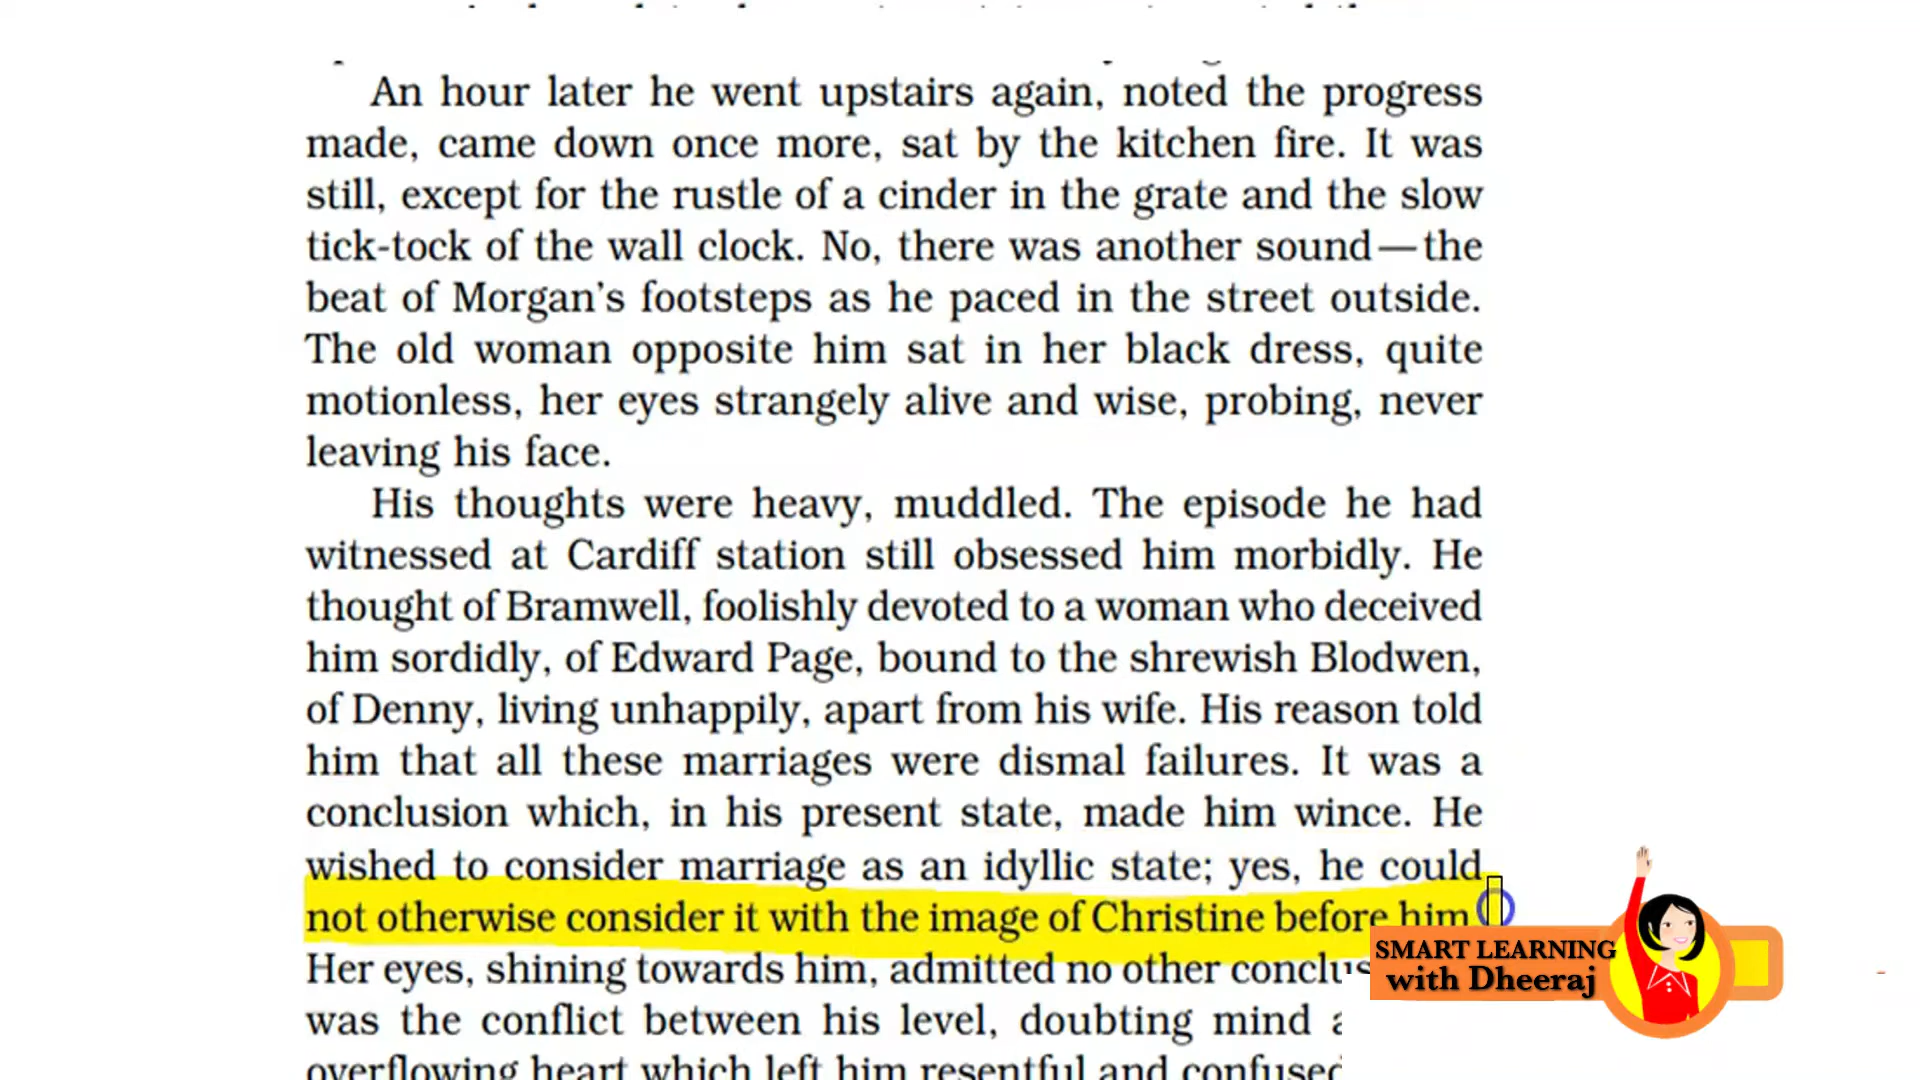 An hour later he went upstairs again, noted the progress
made, came down once more, sat by the kitchen fire. It was
still, except for the rustle of a cinder in the grate and the slow
tick-tock of the wall clock. No, there was another sound—the
beat of Morgan's footsteps as he paced in the street outside.
The old woman opposite him sat in her black dress, quite
motionless, her eyes strangely alive and wise, probing, never
leaving his face.
His thoughts were heavy, muddled. The episode he had
witnessed at Cardiff station still obsessed him morbidly. He
thought of Bramwell, foolishly devoted to a woman who deceived
him sordidly, of Edward Page, bound to the shrewish Blodwen,
of Denny, living unhappily, apart from his wife. His reason told
him that all these marriages were dismal failures. It was a
conclusion which, in his present state, made him wince. He
wished to consider marriage as an idyllic state; yes, he could
not otherwise consider it with the image of Christine before him
Her eyes, shining towards him, admitted no other
was the conflict between his level, doubting mind
overflowing heart which left him resentful and
SMART LEARNING
with Dheeraj